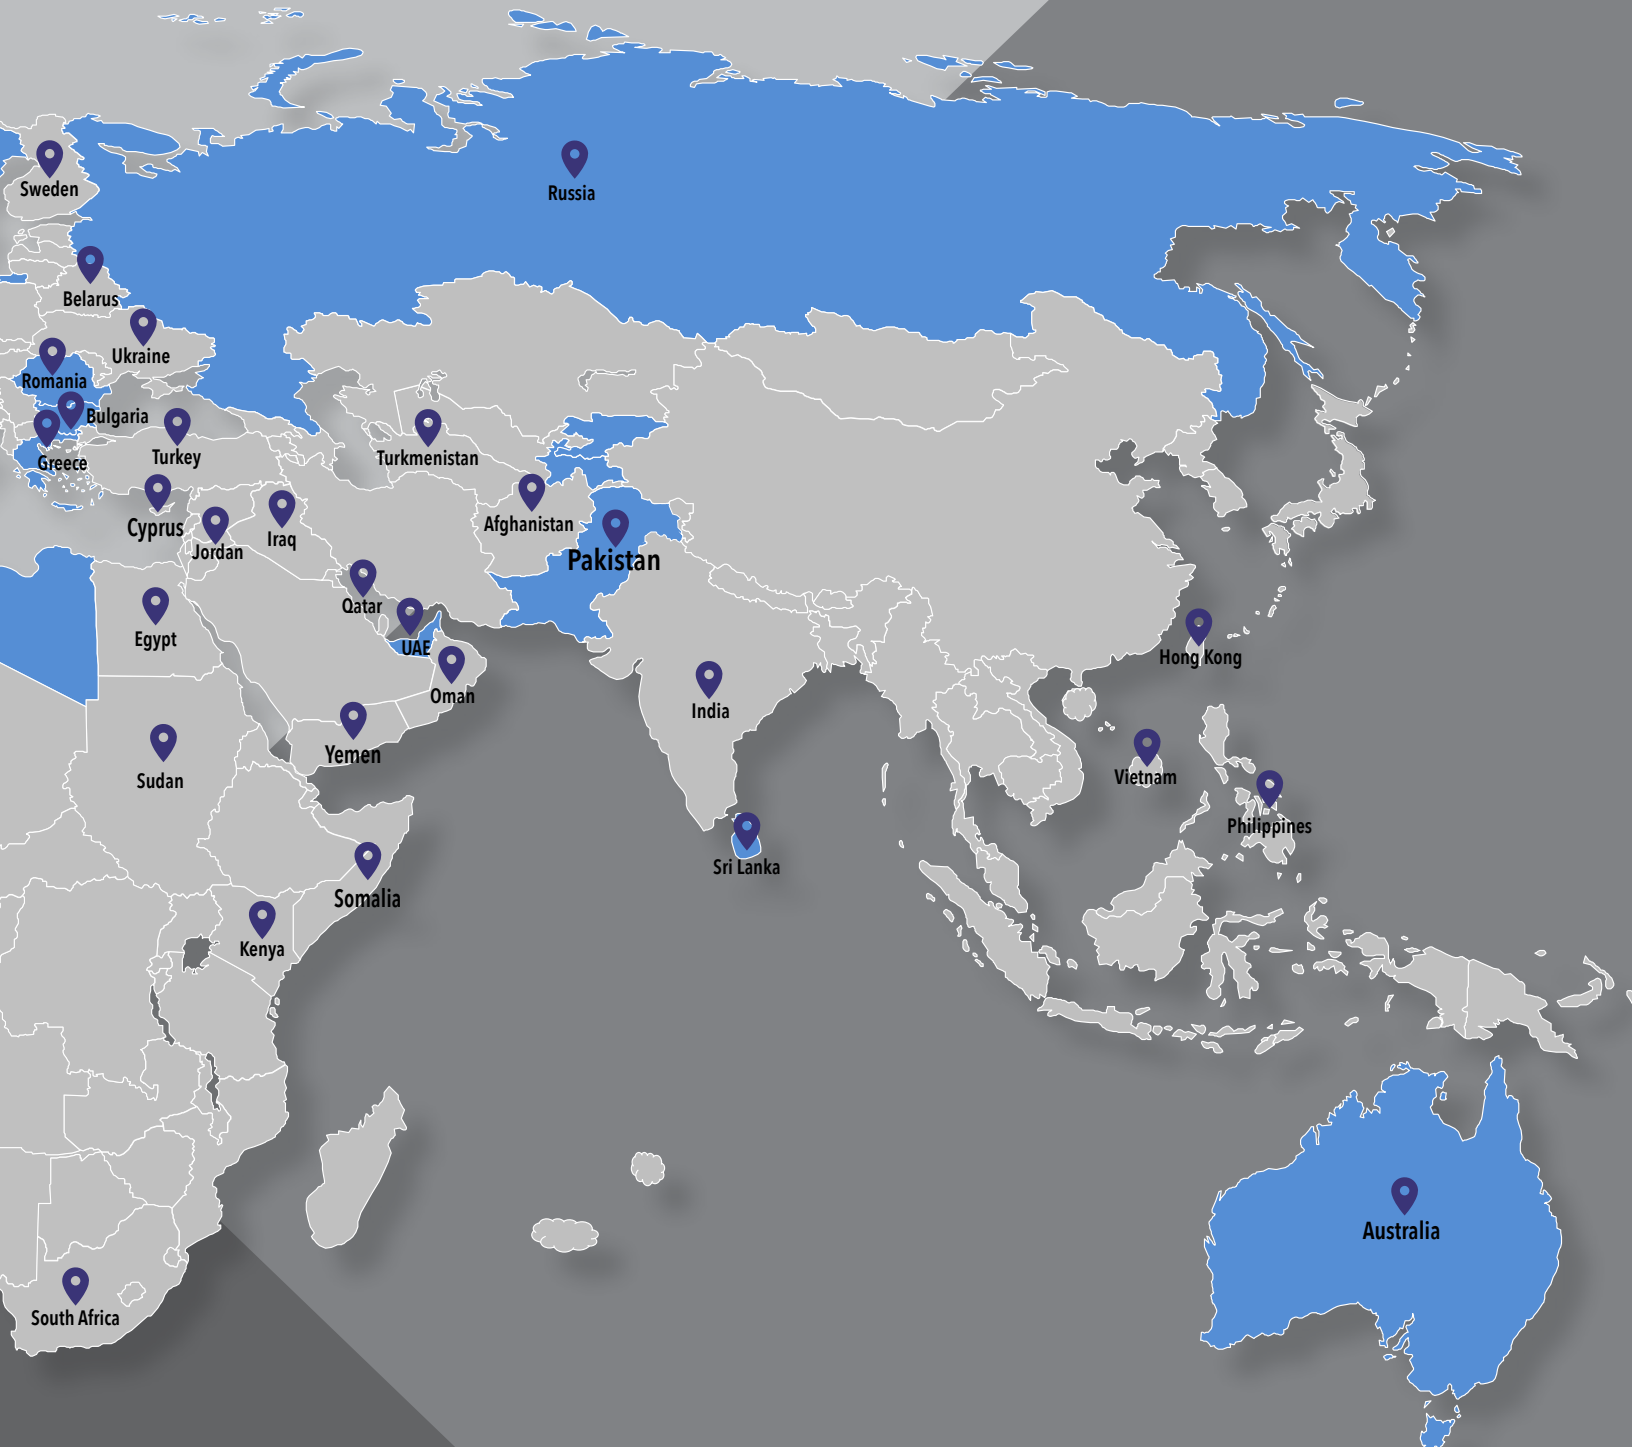 Sweden
Russia
Belarus
Ukraine
Romania
Bulgaria
Greece
Turkey
Turkmenistan
Cyprus
Jordan
Iraq
Afghanistan
Pakistan
Qatar
Egypt
UAE
Hong Kong
Oman
India
Yemen
Sudan
Vietnam
Philippines
Sri Lanka
Somalia
Kenya
Australia
South Africa